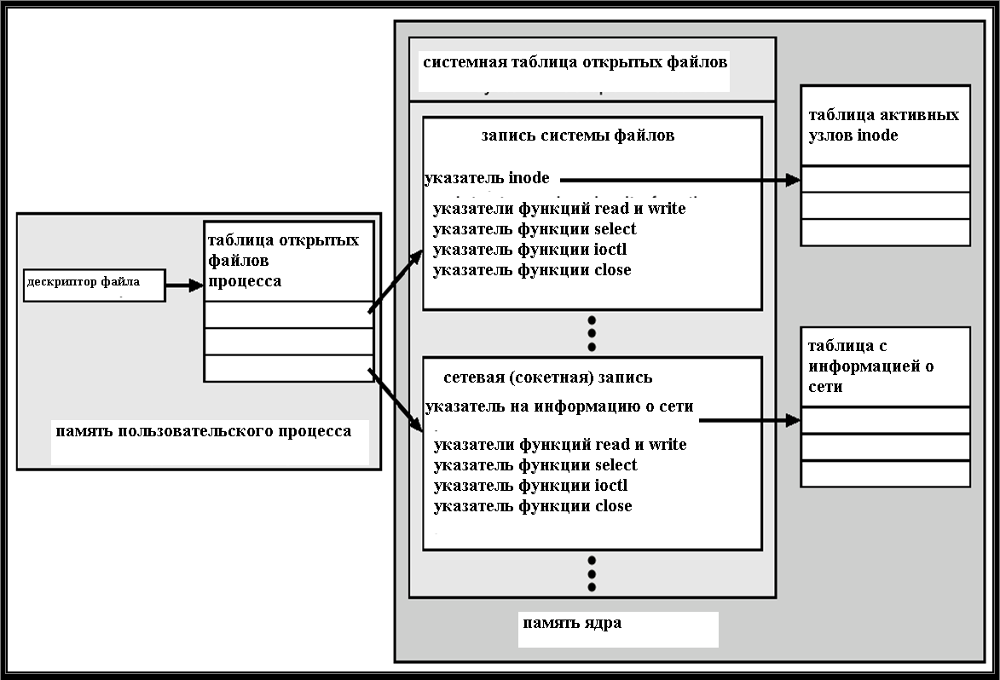 системная таблица открытых файлов
запись системы файлов
указатель inode
указатели функций read и write
указатель функции select
указатель функции ioctl
указатель функции close
таблица активных
узлов inode
дескриптор файла
таблица открытых
файлов
процесса
память пользовательского процесса
сетевая (сокетная) запись
указатель на информацию о сети
указатели функций read и write
указатель функции select
указатель функции ioctl
указатель функции close
таблица с
информацией о
сети
память ядра